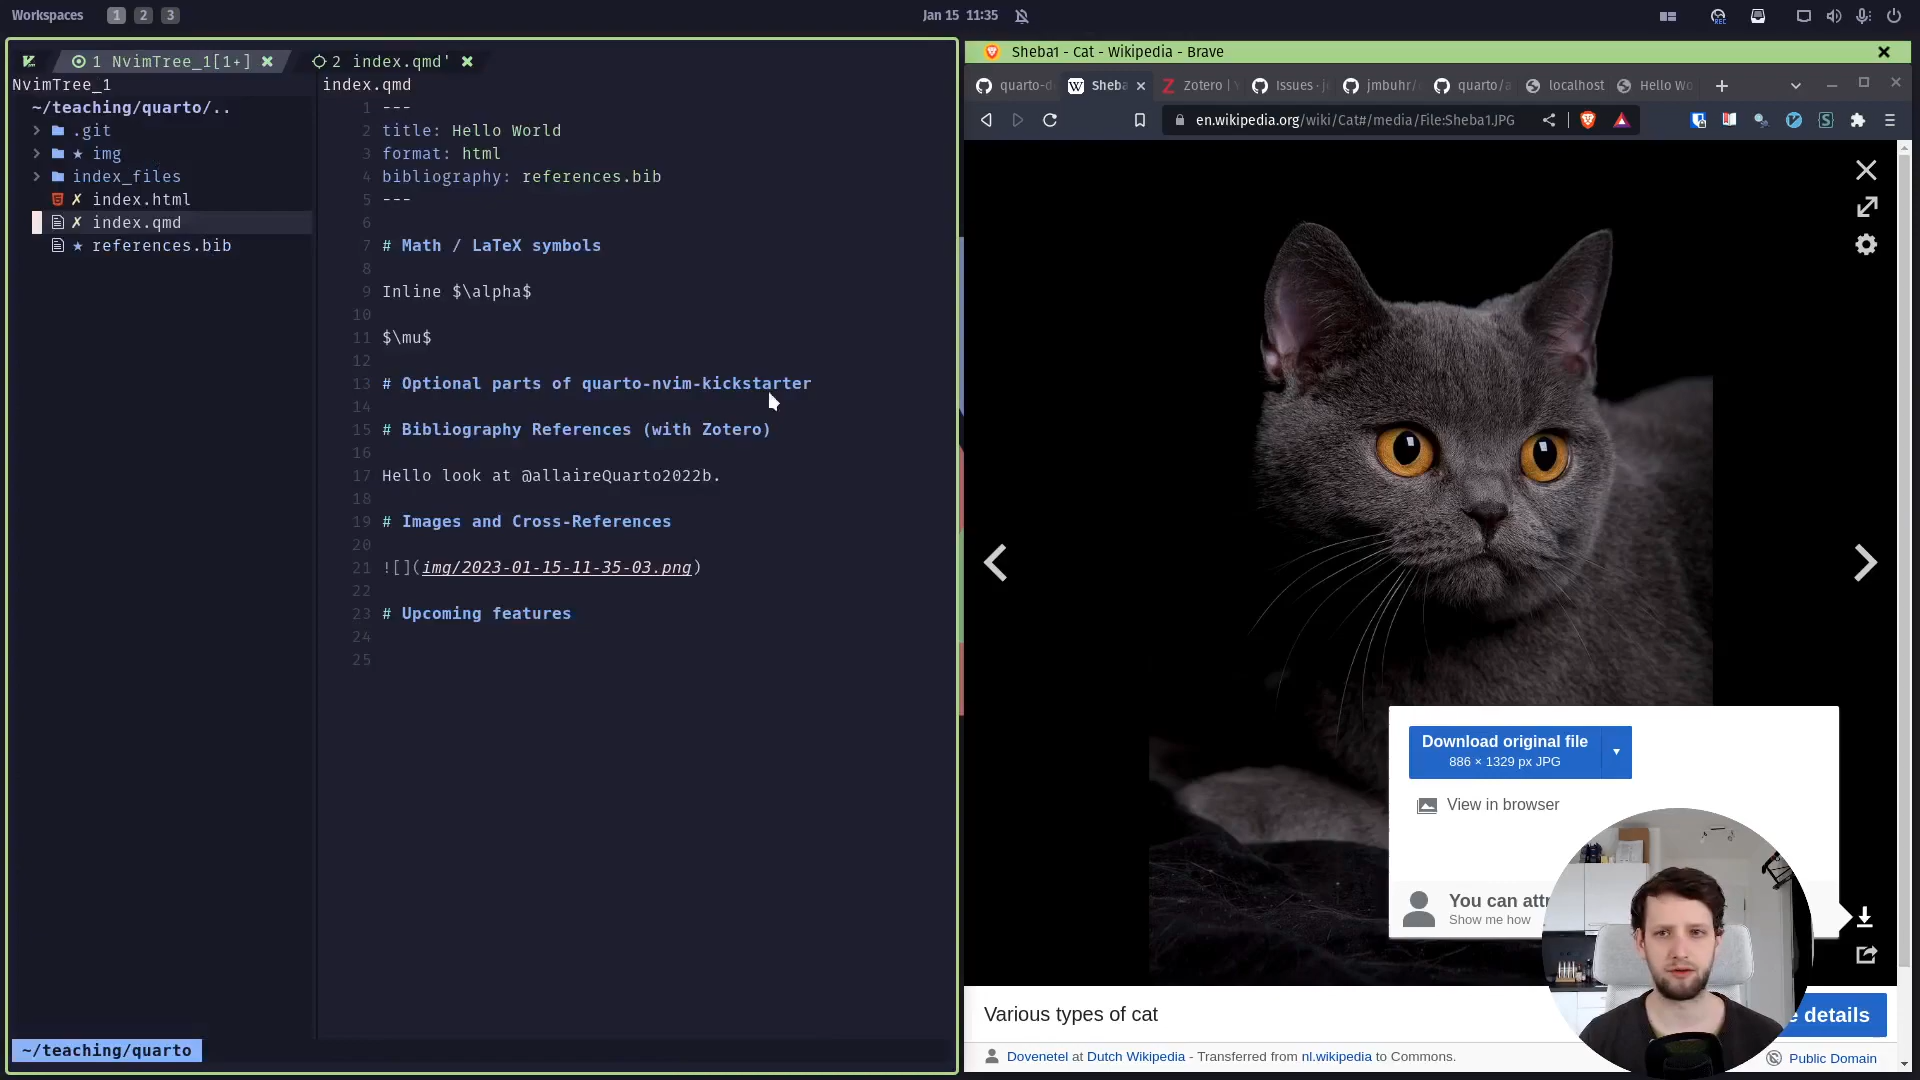 Workspaces 1 2 3
Jan 15 11:35
1 NvimTree_1[1+]
2 index.qmd'
NvimTree_1
~/teaching/quarto/..
.git
img
index_files
index.html
index.qmd
references.bib
~/teaching/quarto
index.qmd
1 ---
2 title: Hello World
3 format: html
4 bibliography: references.bib
5 ---
6
7 # Math / LaTeX symbols
8
9 Inline $\alpha$
10
11 $\mu$
12
13 # Optional parts of quarto-nvim-kickstarter
14
15 # Bibliography References (with Zotero)
16
17 Hello look at @allaireQuarto2022b.
18
19 # Images and Cross-References
20
21 ![](img/2023-01-15-11-35-03.png)
22
23 # Upcoming features
24
25
Sheba1 - Cat - Wikipedia - Brave
quarto-d
Sheba
Zotero |
Issues · j
jmbuhr/
quarto/
localhost
Hello Wo
en.wikipedia.org/wiki/Cat#/media/File:Sheba1.JPG
Download original file
886 × 1329 px JPG
View in browser
You can attr
Show me how
Various types of cat
details
Dovenetel at Dutch Wikipedia - Transferred from nl.wikipedia to Commons.
Public Domain